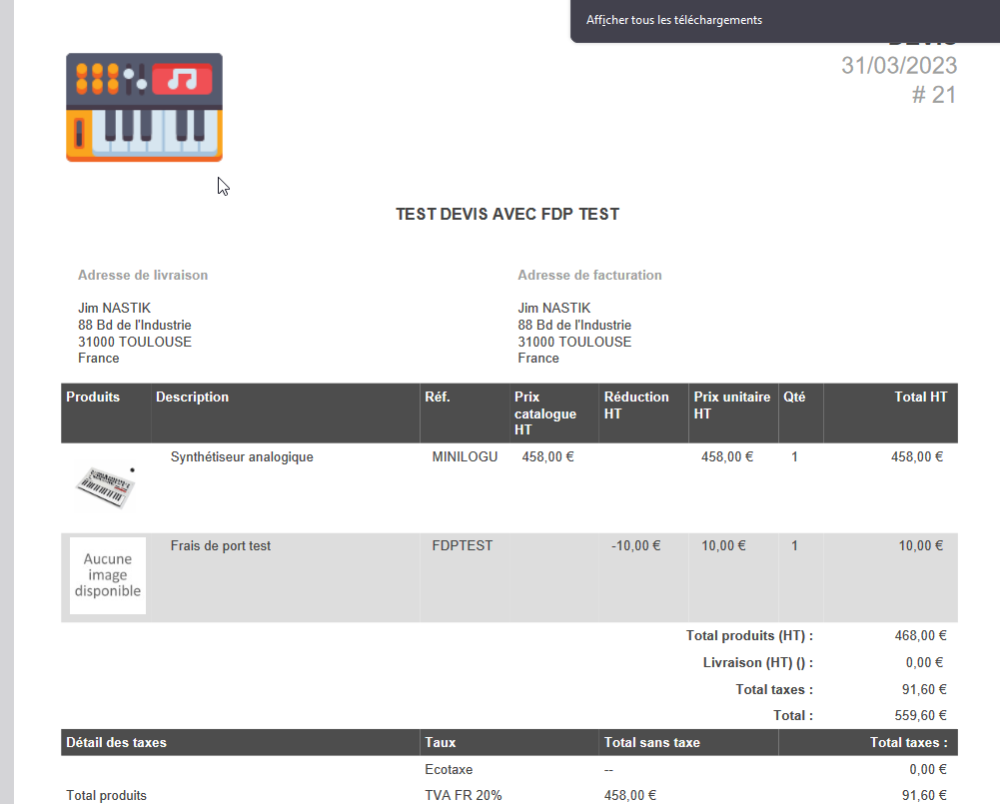 Afficher tous les téléchargements
DEVIS
31/03/2023
# 21
TEST DEVIS AVEC FDP TEST
Adresse de livraison Adresse de facturation
Jim NASTIK Jim NASTIK
88 Bd de l'Industrie 88 Bd de l'Industrie
31000 TOULOUSE 31000 TOULOUSE
France France
Produits Description Réf. Prix catalogue HT Réduction HT Prix unitaire HT Qté Total HT
Synthétiseur analogique MINILOGU 458,00 € 458,00 € 1 458,00 €
Aucune image disponible Frais de port test FDPTEST -10,00 € 10,00 € 1 10,00 €
Total produits (HT) : 468,00 €
Livraison (HT) () : 0,00 €
Total taxes : 91,60 €
Total : 559,60 €
Détail des taxes Taux Total sans taxe Total taxes :
Ecotaxe -- 0,00 €
Total produits TVA FR 20% 458,00 € 91,60 €